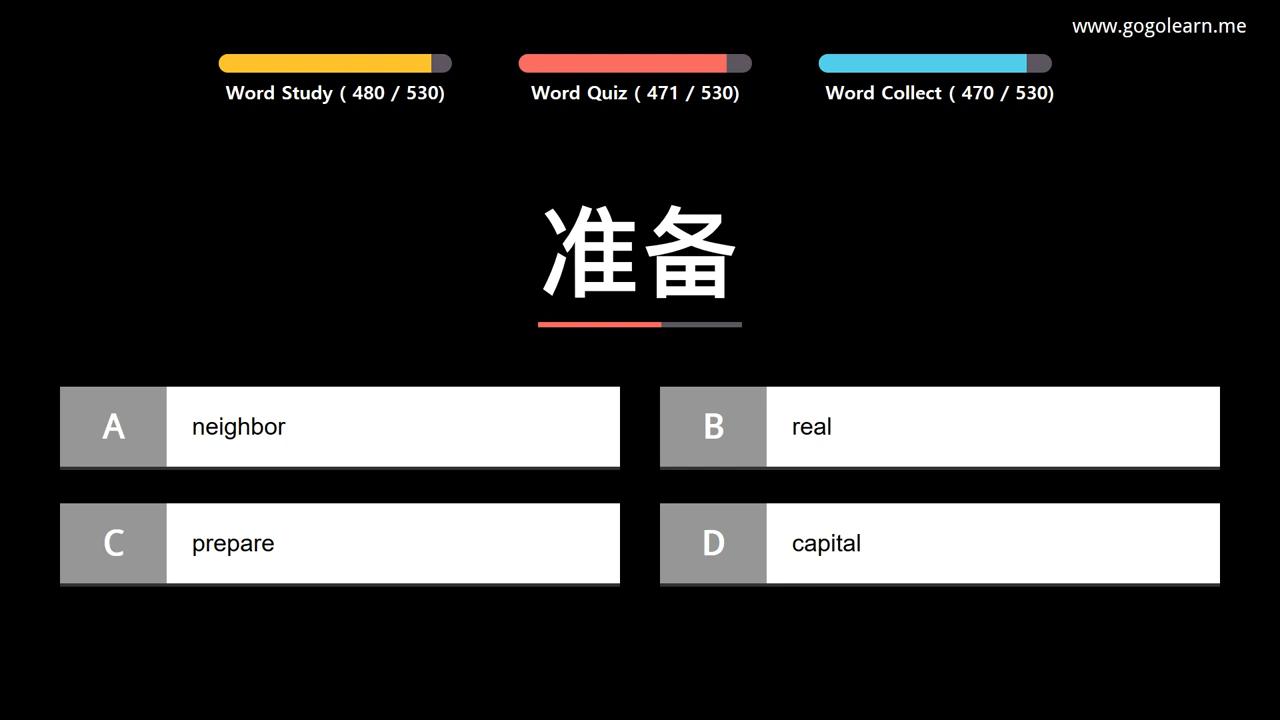 www.gogolearn.me
Word Study ( 480 / 530) Word Quiz ( 471 / 530) Word Collect ( 470 / 530)
准备
A neighbor
B real
C prepare
D capital